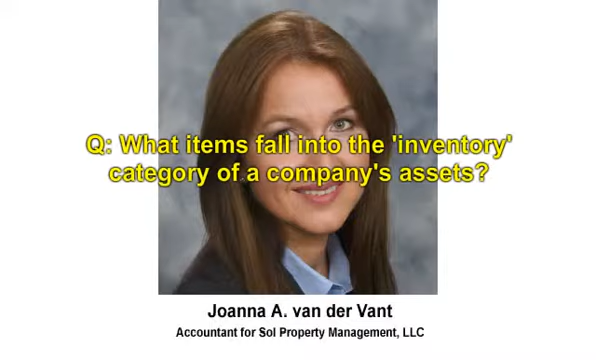 Q: What items fall into the 'inventory'
category of a company's assets?
Joanna A. van der Vant
Accountant for Sol Property Management, LLC